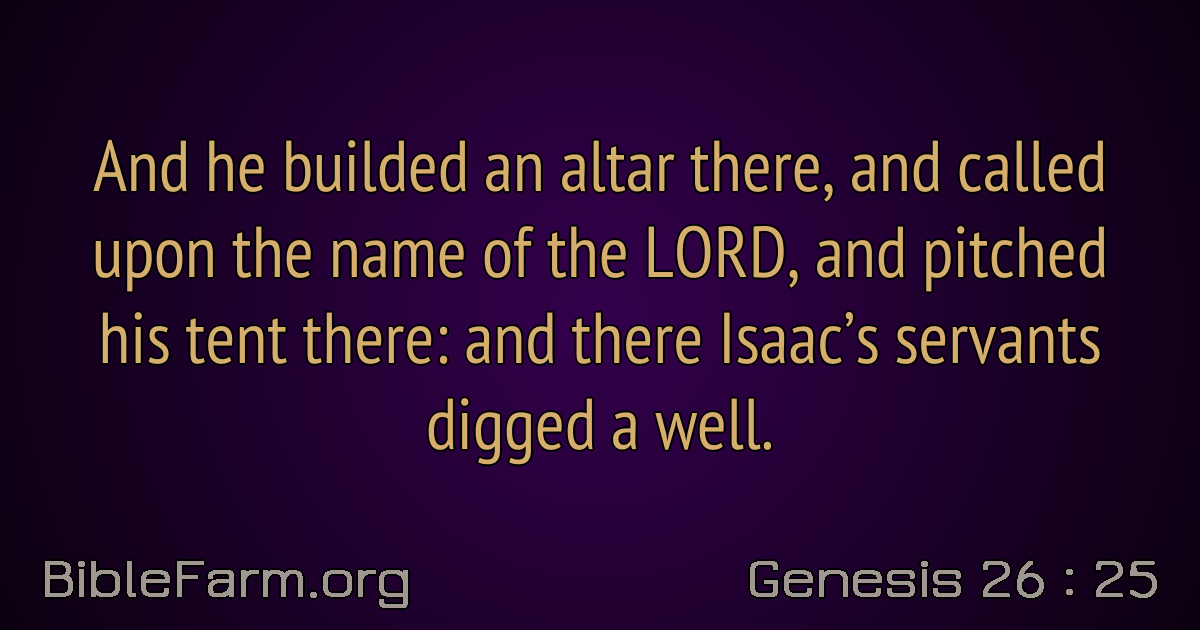 And he builded an altar there, and called
upon the name of the LORD, and pitched
his tent there: and there Isaac’s servants
digged a well.
BibleFarm.org
Genesis 26 : 25